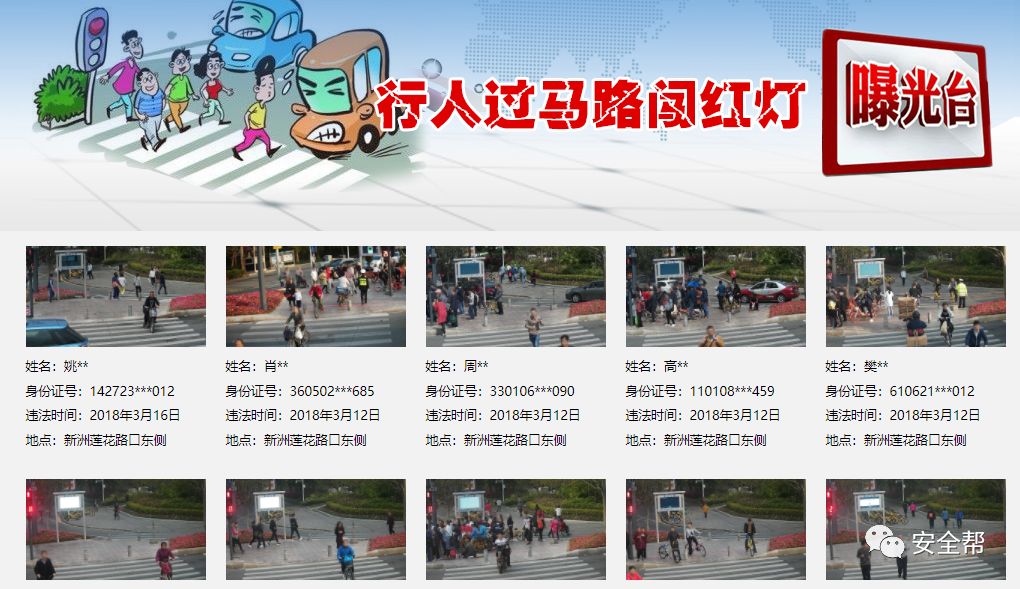 行人过马路闯红灯
曝光台
姓名：姚**
身份证号：142723***012
违法时间：2018年3月16日
地点：新洲莲花路口东侧
姓名：肖**
身份证号：360502***685
违法时间：2018年3月12日
地点：新洲莲花路口东侧
姓名：周**
身份证号：330106***090
违法时间：2018年3月12日
地点：新洲莲花路口东侧
姓名：高**
身份证号：110108***459
违法时间：2018年3月12日
地点：新洲莲花路口东侧
姓名：樊**
身份证号：610621***012
违法时间：2018年3月12日
地点：新洲莲花路口东侧
安全帮